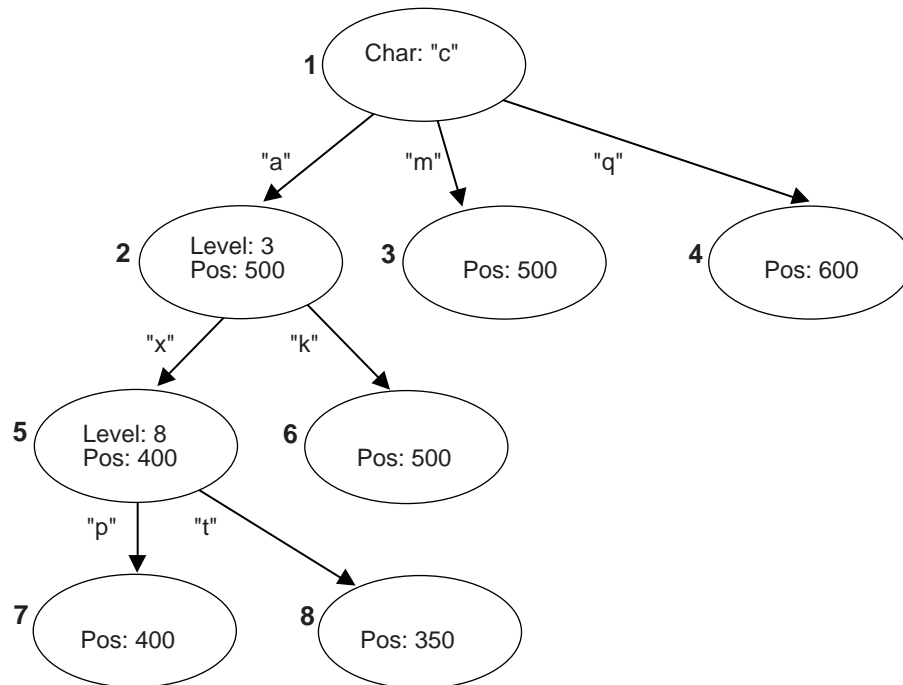 1
Char: "c"
"a"
"m"
"q"
2
Level: 3
Pos: 500
3
Pos: 500
4
Pos: 600
"x"
"k"
5
Level: 8
Pos: 400
6
Pos: 500
"p"
"t"
7
Pos: 400
8
Pos: 350